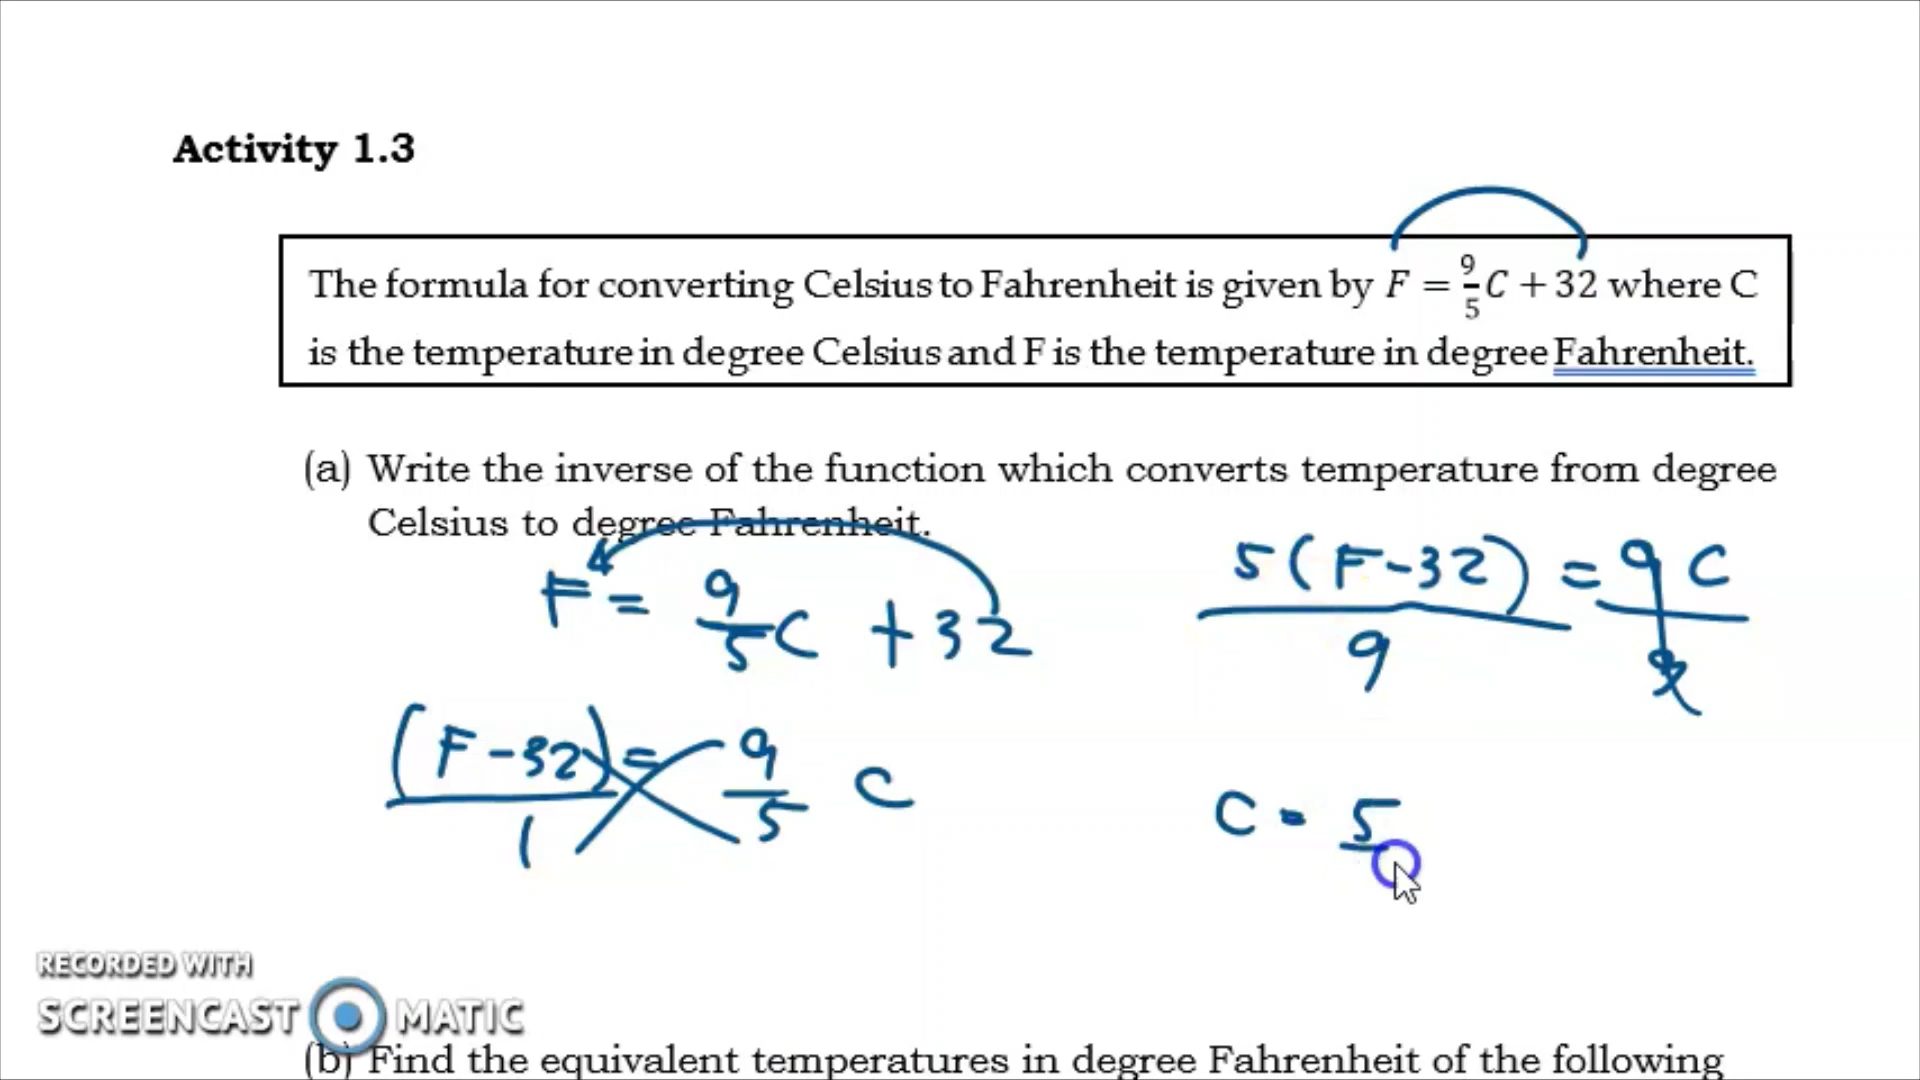 Activity 1.3
The formula for converting Celsius to Fahrenheit is given by F = 9/5 C + 32 where C
is the temperature in degree Celsius and F is the temperature in degree Fahrenheit.
(a) Write the inverse of the function which converts temperature from degree
Celsius to degree Fahrenheit.
F = 9/5 C + 32
(F - 32)/1 = 9/5 C
5(F - 32)/9 = 9C/9
C = 5
RECORDED WITH
SCREENCAST MATIC
(b) Find the equivalent temperatures in degree Fahrenheit of the following